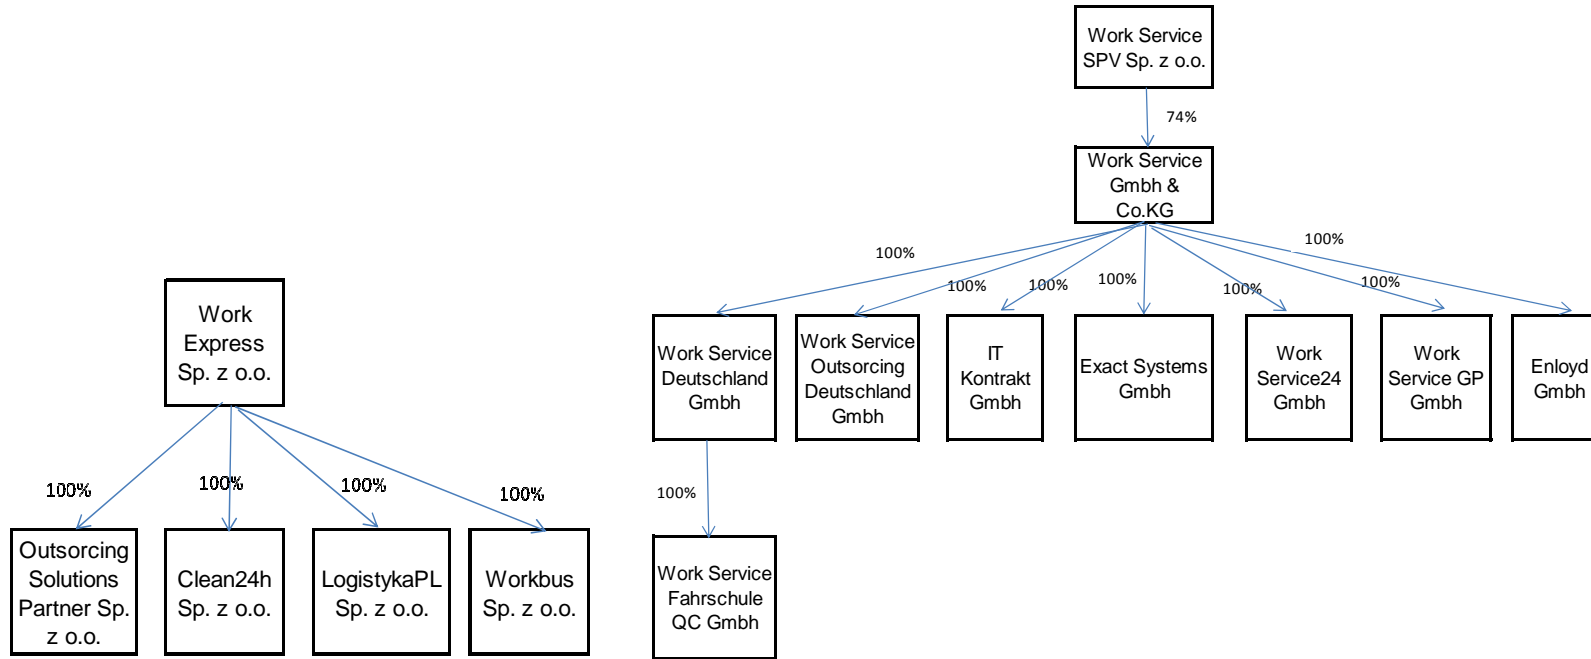 Work Service
SPV Sp. z o.o.
74%
Work Service
Gmbh &
Co.KG
100%
100%
100%
100%
100%
100%
100%
Work Service
Deutschland
Gmbh
Work Service
Outsorcing
Deutschland
Gmbh
IT
Kontrakt
Gmbh
Exact Systems
Gmbh
Work
Service24
Gmbh
Work
Service GP
Gmbh
Enloyd
Gmbh
100%
Work Service
Fahrschule
QC Gmbh
Work
Express
Sp. z o.o.
100%
100%
100%
100%
Outsorcing
Solutions
Partner Sp.
z o.o.
Clean24h
Sp. z o.o.
LogistykaPL
Sp. z o.o.
Workbus
Sp. z o.o.